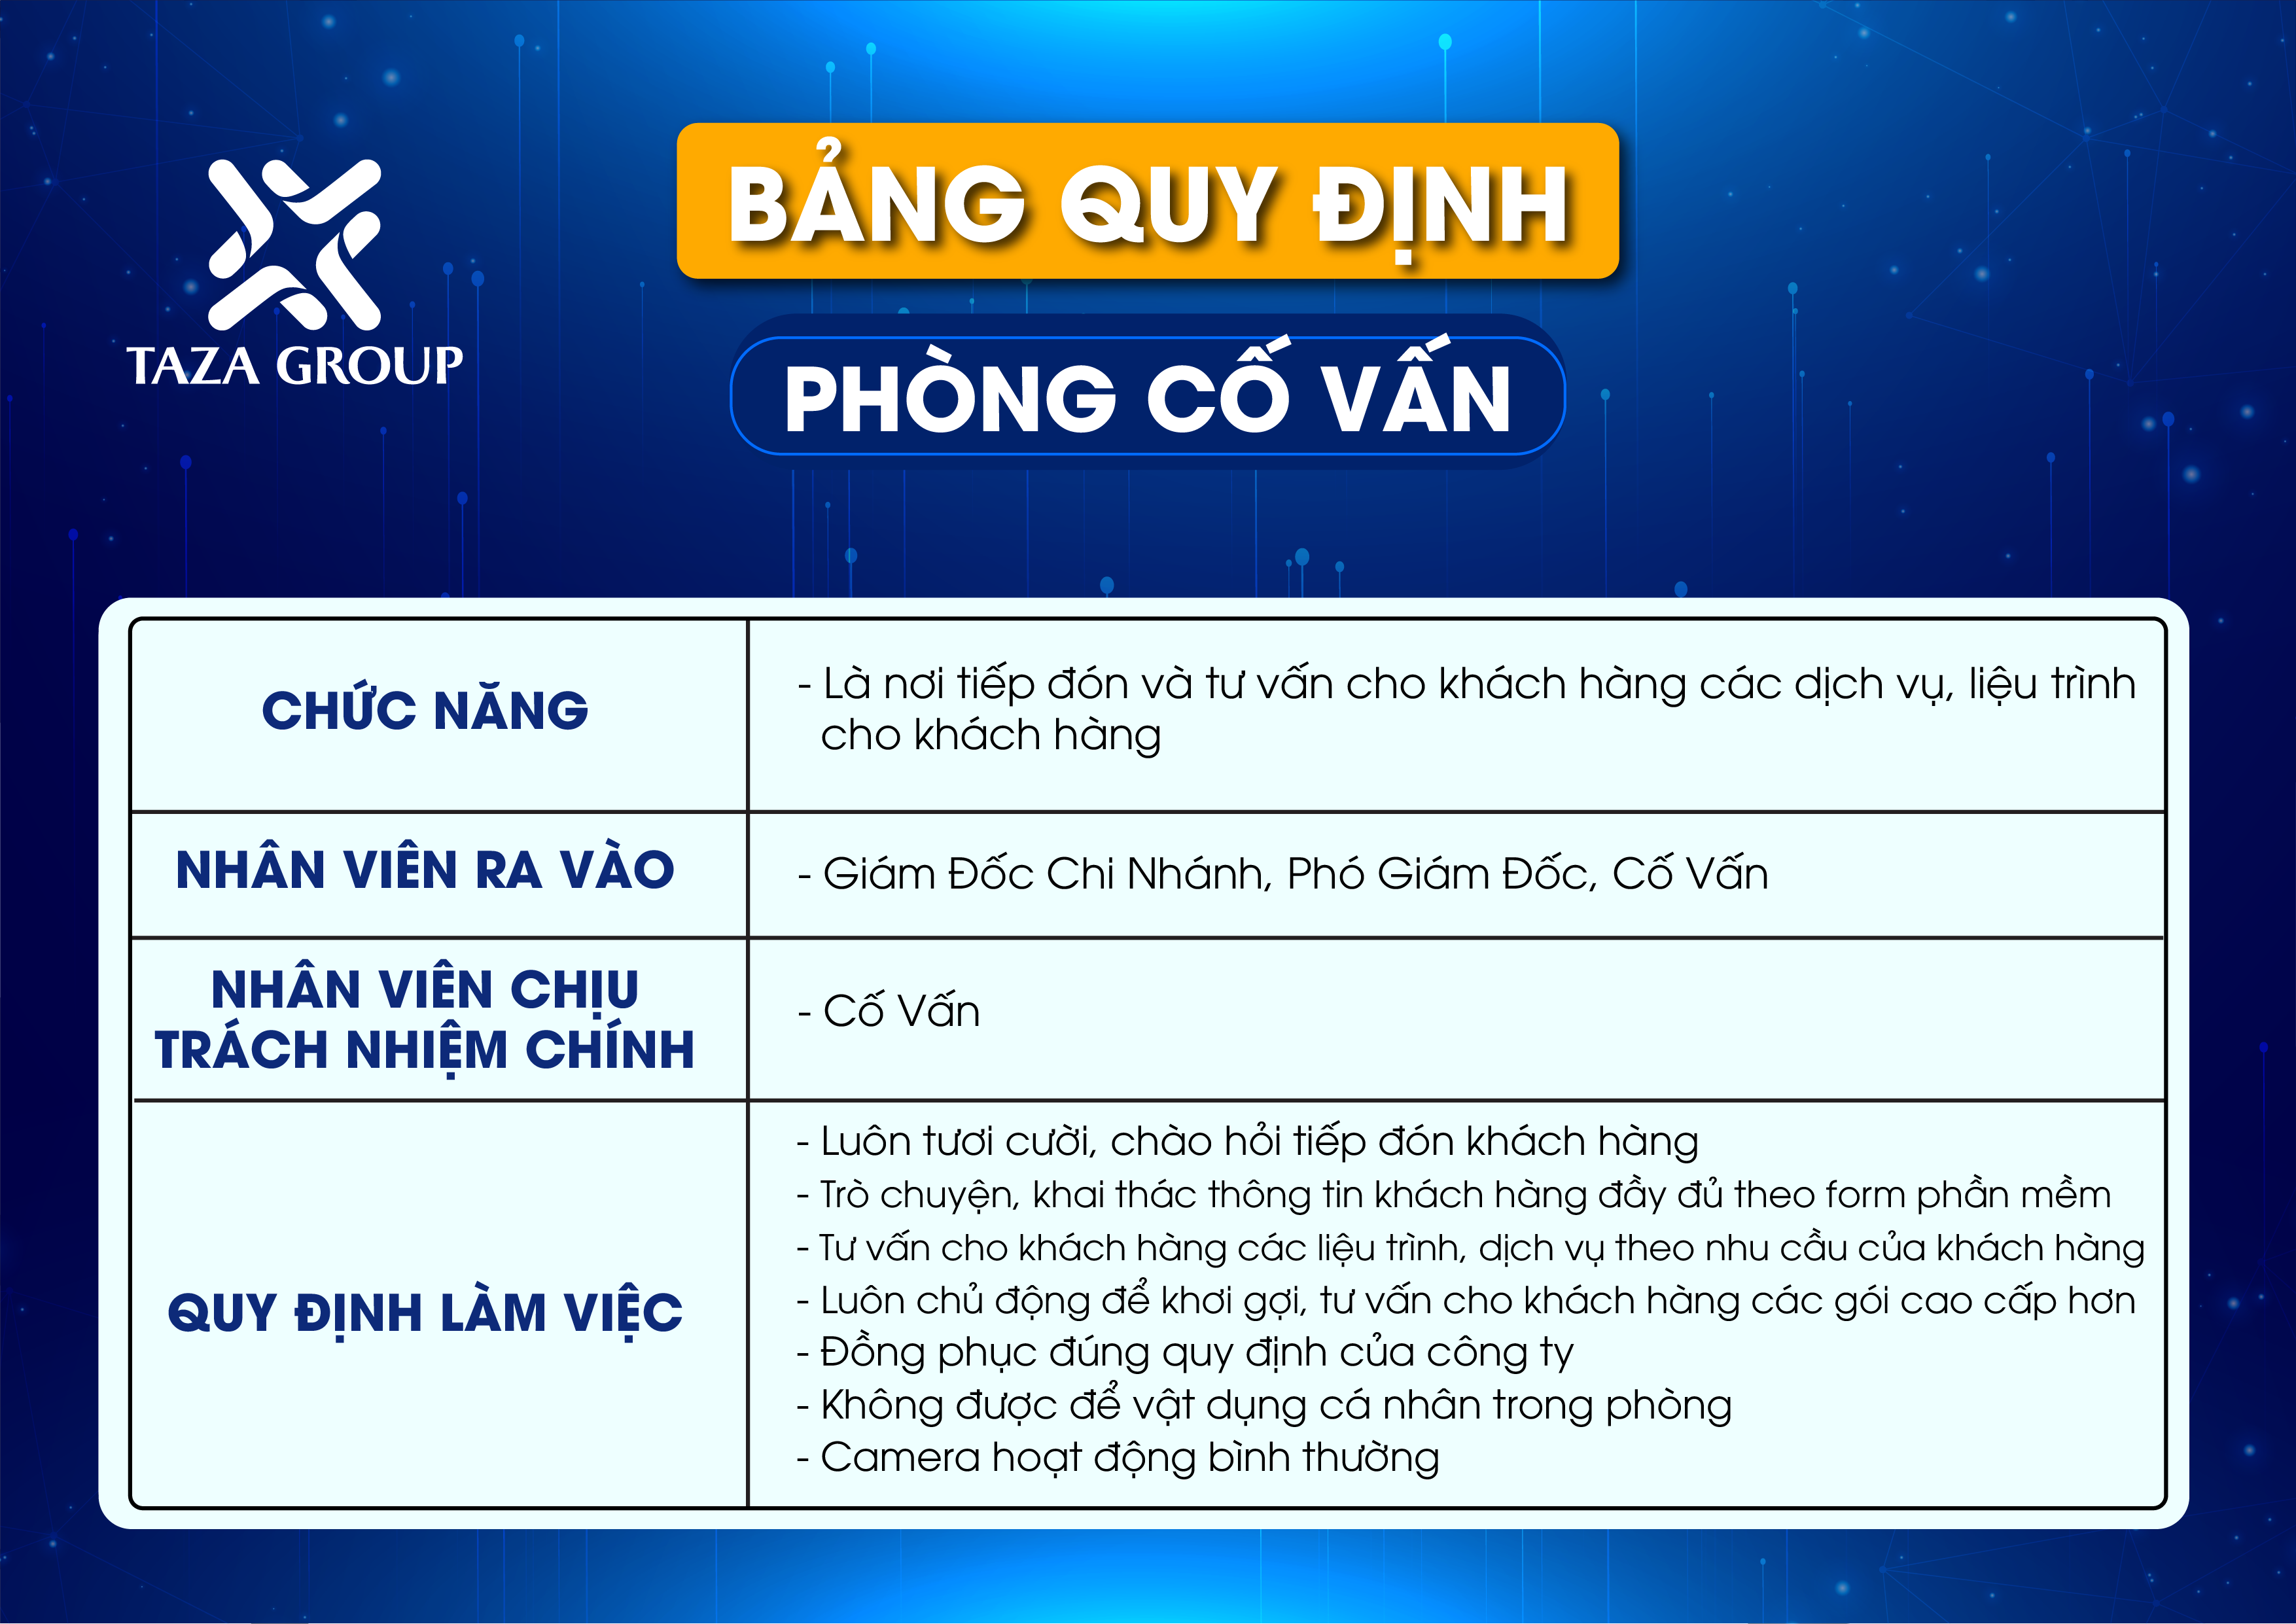 TAZA GROUP
BẢNG QUY ĐỊNH
PHÒNG CỐ VẤN
CHỨC NĂNG
- Là nơi tiếp đón và tư vấn cho khách hàng các dịch vụ, liệu trình
cho khách hàng
NHÂN VIÊN RA VÀO
- Giám Đốc Chi Nhánh, Phó Giám Đốc, Cố Vấn
NHÂN VIÊN CHỊU
TRÁCH NHIỆM CHÍNH
- Cố Vấn
QUY ĐỊNH LÀM VIỆC
- Luôn tươi cười, chào hỏi tiếp đón khách hàng
- Trò chuyện, khai thác thông tin khách hàng đầy đủ theo form phần mềm
- Tư vấn cho khách hàng các liệu trình, dịch vụ theo nhu cầu của khách hàng
- Luôn chủ động để khơi gợi, tư vấn cho khách hàng các gói cao cấp hơn
- Đồng phục đúng quy định của công ty
- Không được để vật dụng cá nhân trong phòng
- Camera hoạt động bình thường